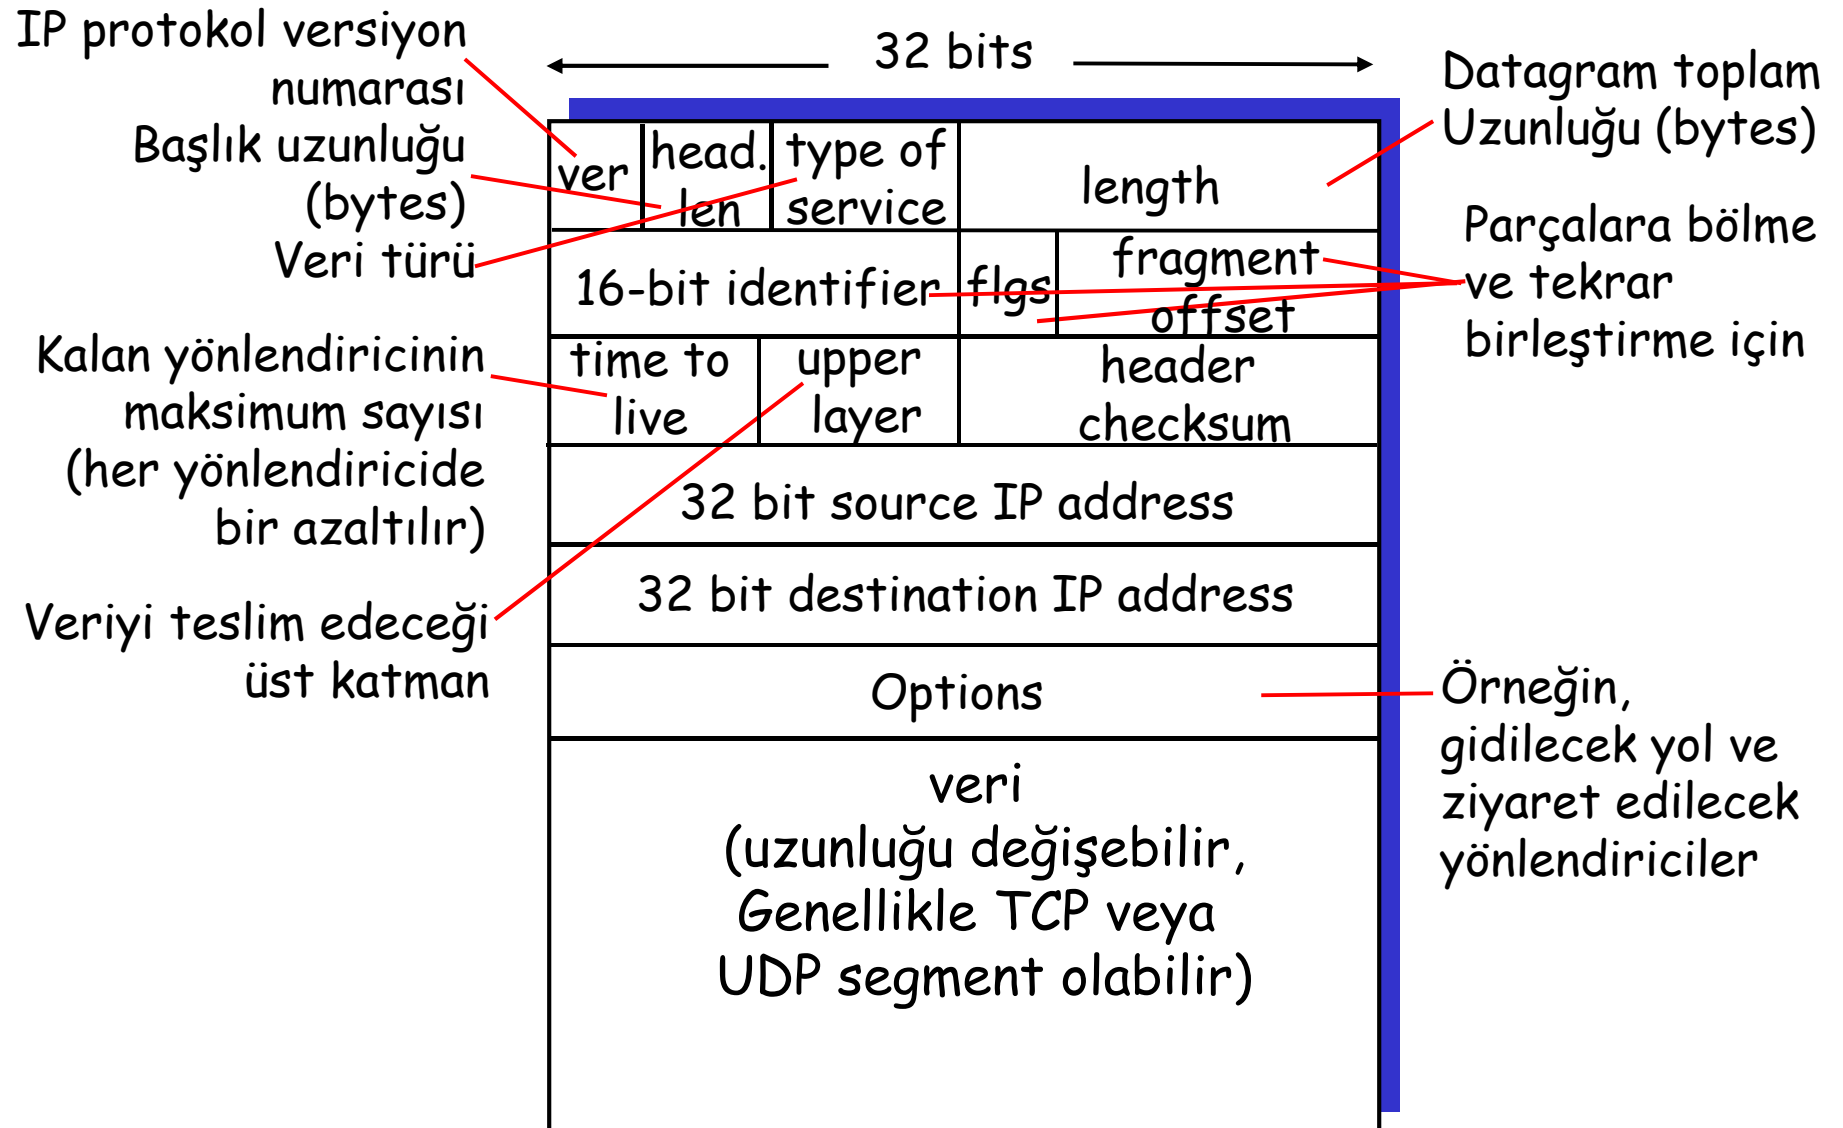 IP protokol versiyon
numarası
Başlık uzunluğu
(bytes)
Veri türü
Kalan yönlendiricinin
maksimum sayısı
(her yönlendiricide
bir azaltılır)
Veriyi teslim edeceği
üst katman
32 bits
ver
head.
len
type of
service
length
16-bit identifier
flgs
fragment
offset
time to
live
upper
layer
header
checksum
32 bit source IP address
32 bit destination IP address
Options
veri
(uzunluğu değişebilir,
Genellikle TCP veya
UDP segment olabilir)
Datagram toplam
Uzunluğu (bytes)
Parçalara bölme
ve tekrar
birleştirme için
Örneğin,
gidilecek yol ve
ziyaret edilecek
yönlendiriciler